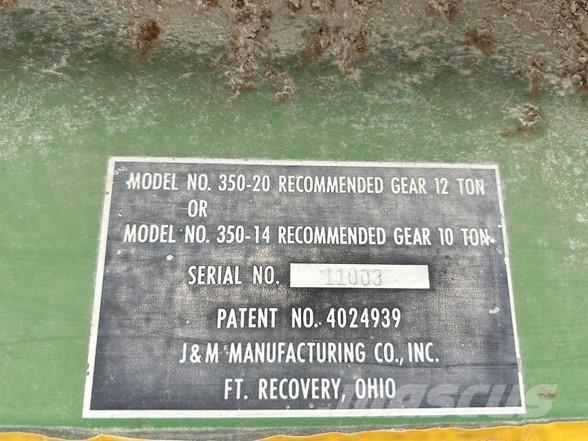 MODEL NO. 350-20 RECOMMENDED GEAR 12 TON
OR
MODEL NO. 350-14 RECOMMENDED GEAR 10 TON
SERIAL NO. 11003
PATENT NO. 4024939
J&M MANUFACTURING CO., INC.
FT. RECOVERY, OHIO
MASCUS